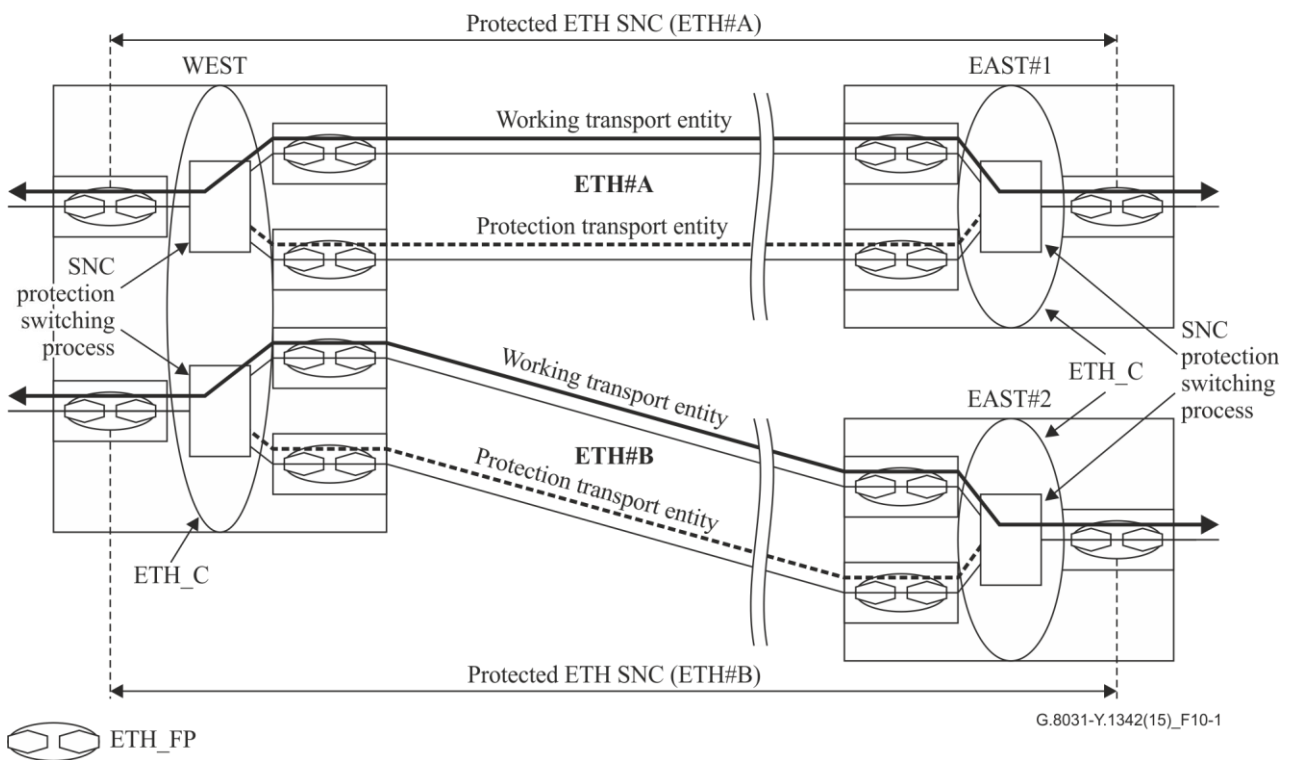 Protected ETH SNC (ETH#A)
WEST
EAST#1
Working transport entity
ETH#A
Protection transport entity
SNC
protection
switching
process
SNC
protection
switching
process
ETH_C
EAST#2
Working transport entity
ETH#B
Protection transport entity
ETH_C
Protected ETH SNC (ETH#B)
G.8031-Y.1342(15)_F10-1
ETH_FP